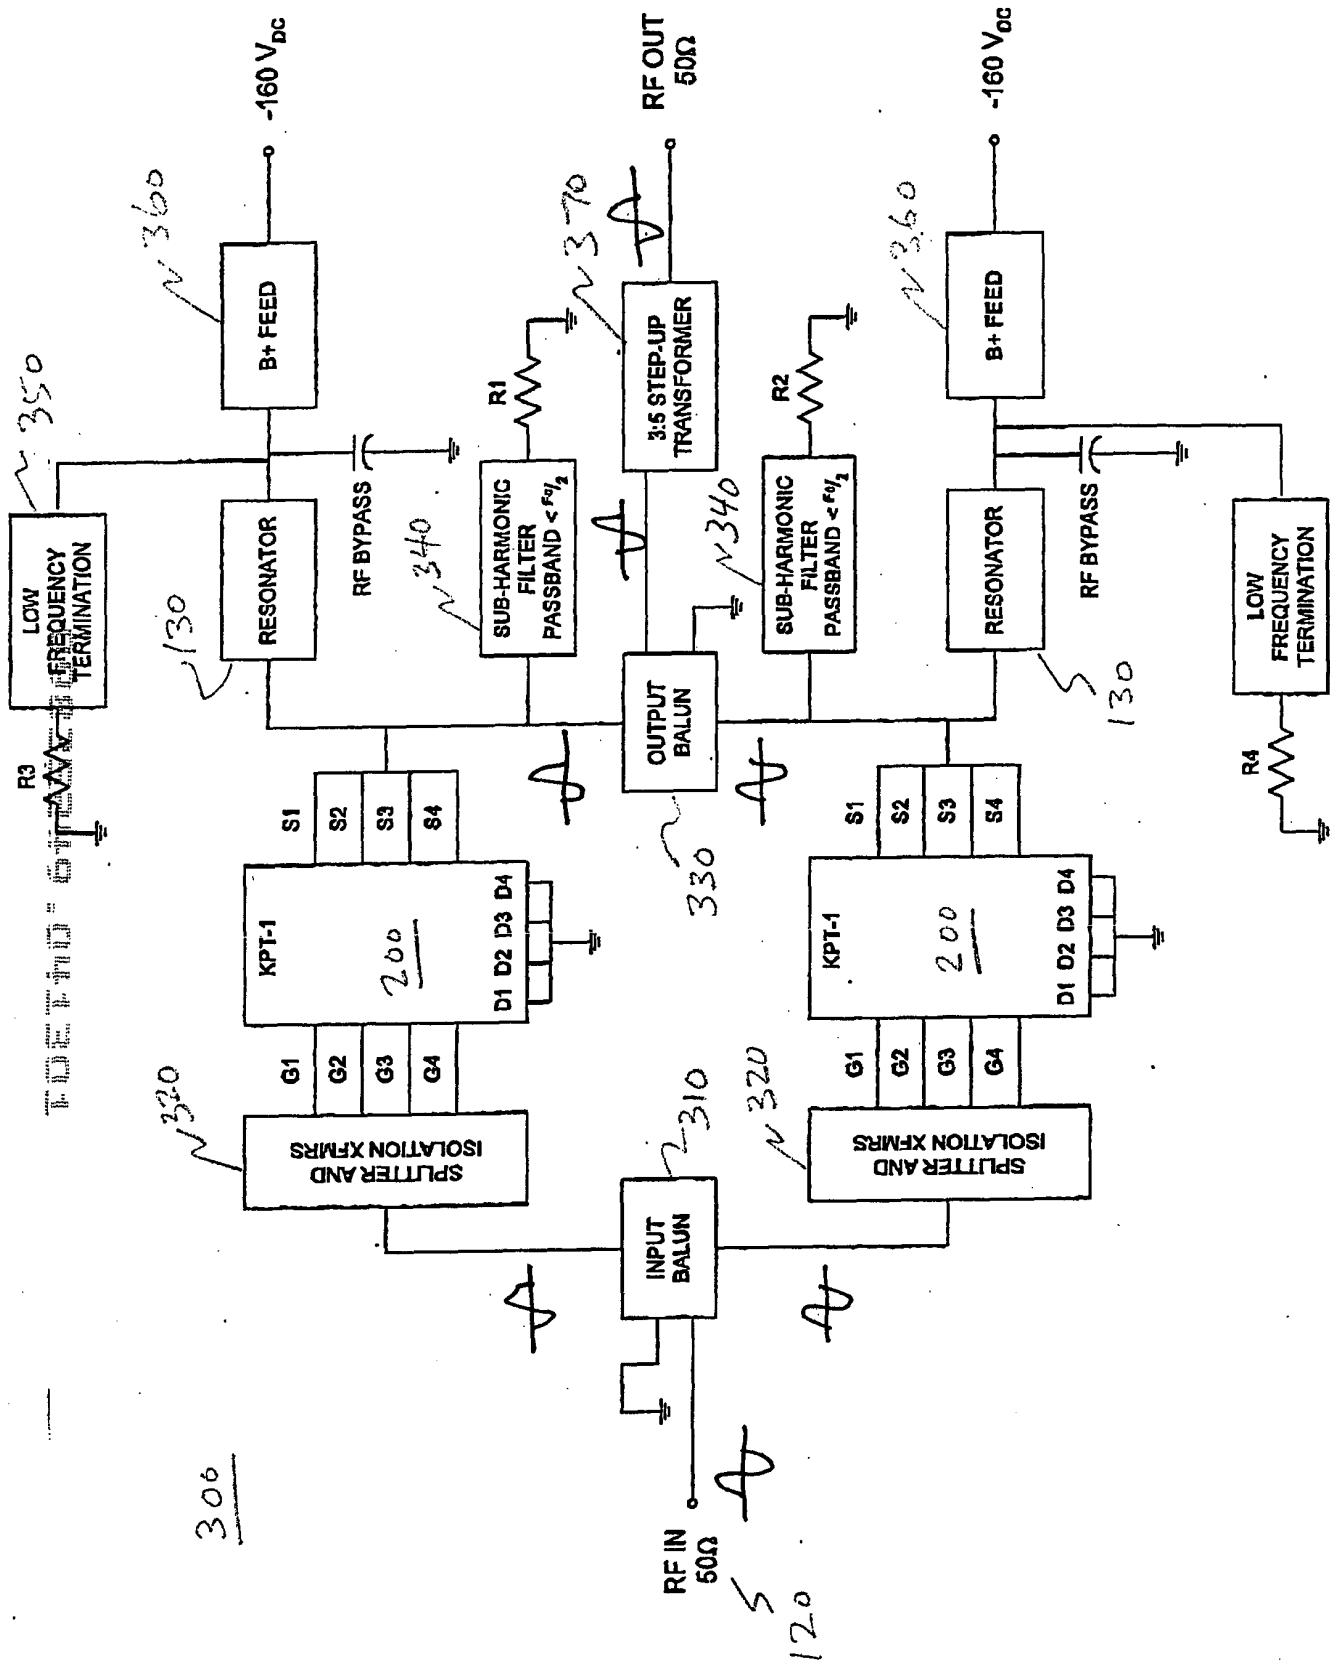 300
RF IN
50Ω
120
INPUT
BALUN
310
SPLITTER AND
ISOLATION XFMRS
320
G1
G2
G3
G4
KPT-1
200
D1 D2 D3 D4
S1
S2
S3
S4
R3
LOW
FREQUENCY
TERMINATION
350
RESONATOR
130
RF BYPASS
B+ FEED
360
-160 VDC
SUB-HARMONIC
FILTER
PASSBAND < F0/2
340
R1
OUTPUT
BALUN
330
3:5 STEP-UP
TRANSFORMER
370
RF OUT
50Ω
SUB-HARMONIC
FILTER
PASSBAND < F0/2
340
R2
SPLITTER AND
ISOLATION XFMRS
320
G1
G2
G3
G4
KPT-1
200
D1 D2 D3 D4
S1
S2
S3
S4
RESONATOR
130
RF BYPASS
B+ FEED
360
-160 VDC
R4
LOW
FREQUENCY
TERMINATION